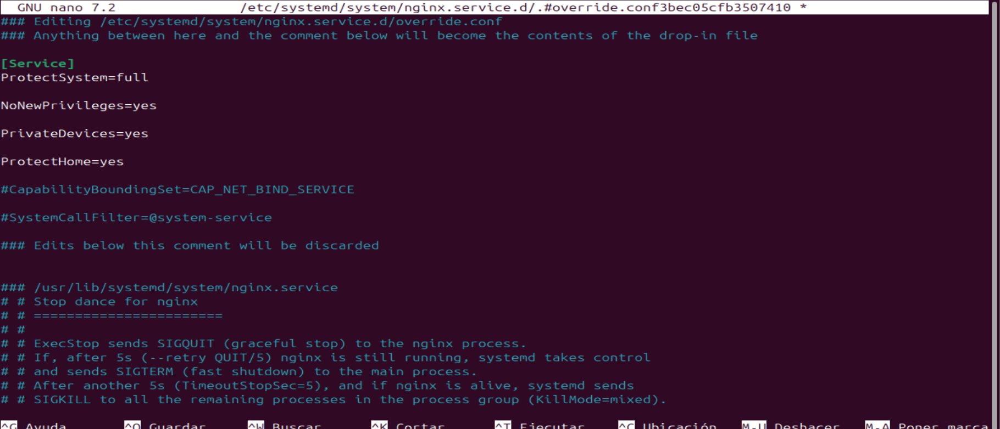 GNU nano 7.2 /etc/systemd/system/nginx.service.d/.#override.conf3bec05cfb3507410 *
### Editing /etc/systemd/system/nginx.service.d/override.conf
### Anything between here and the comment below will become the contents of the drop-in file
[Service]
ProtectSystem=full
NoNewPrivileges=yes
PrivateDevices=yes
ProtectHome=yes
#CapabilityBoundingSet=CAP_NET_BIND_SERVICE
#SystemCallFilter=@system-service
### Edits below this comment will be discarded
### /usr/lib/systemd/system/nginx.service
# # Stop dance for nginx
# # =======================
# #
# # ExecStop sends SIGQUIT (graceful stop) to the nginx process.
# # If, after 5s (--retry QUIT/5) nginx is still running, systemd takes control
# # and sends SIGTERM (fast shutdown) to the main process.
# # After another 5s (TimeoutStopSec=5), and if nginx is alive, systemd sends
# # SIGKILL to all the remaining processes in the process group (KillMode=mixed).
^G Ayuda ^O Guardar ^W Buscar ^K Cortar ^T Ejecutar ^C Ubicación M-U Deshacer M-A Poner marca